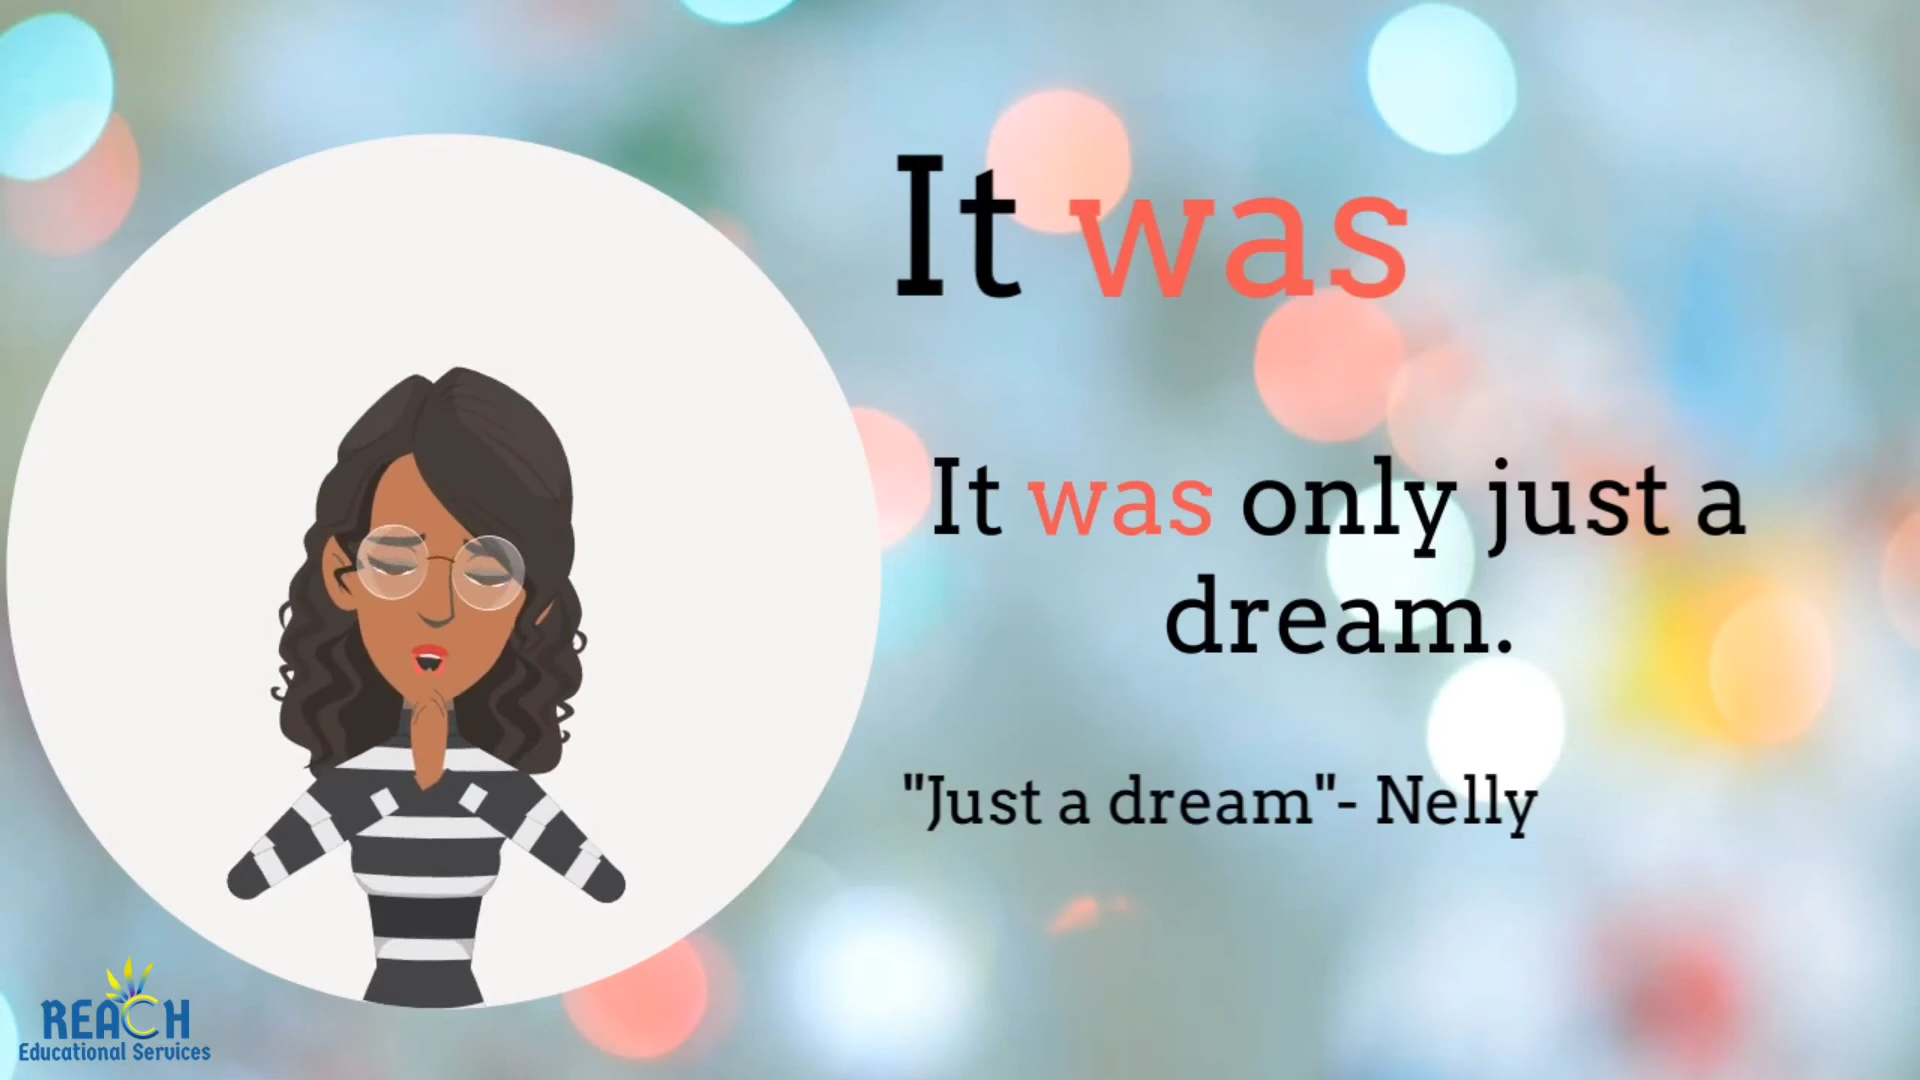 It was
It was only just a
dream.
"Just a dream"- Nelly
REACH
Educational Services